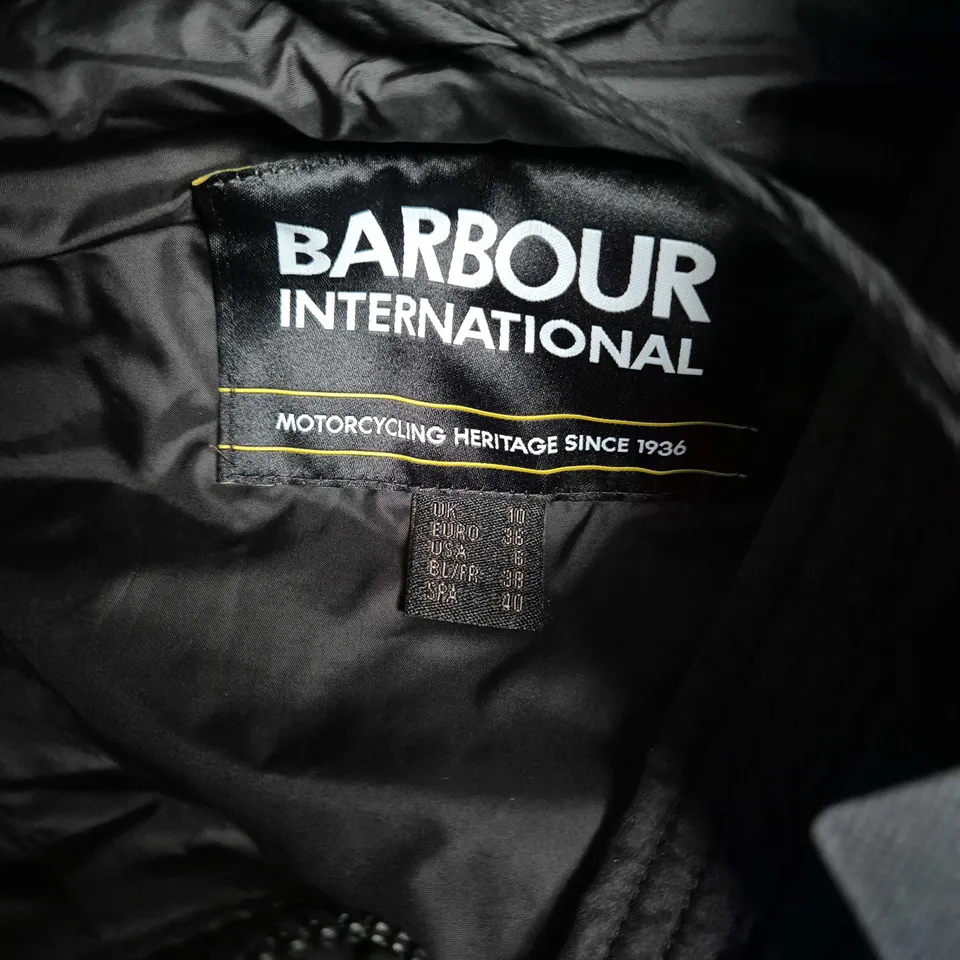 BARBOUR
INTERNATIONAL
MOTORCYCLING HERITAGE SINCE 1936
UK 10
EURO 36
USA 6
BL/FR 38
SPA 40